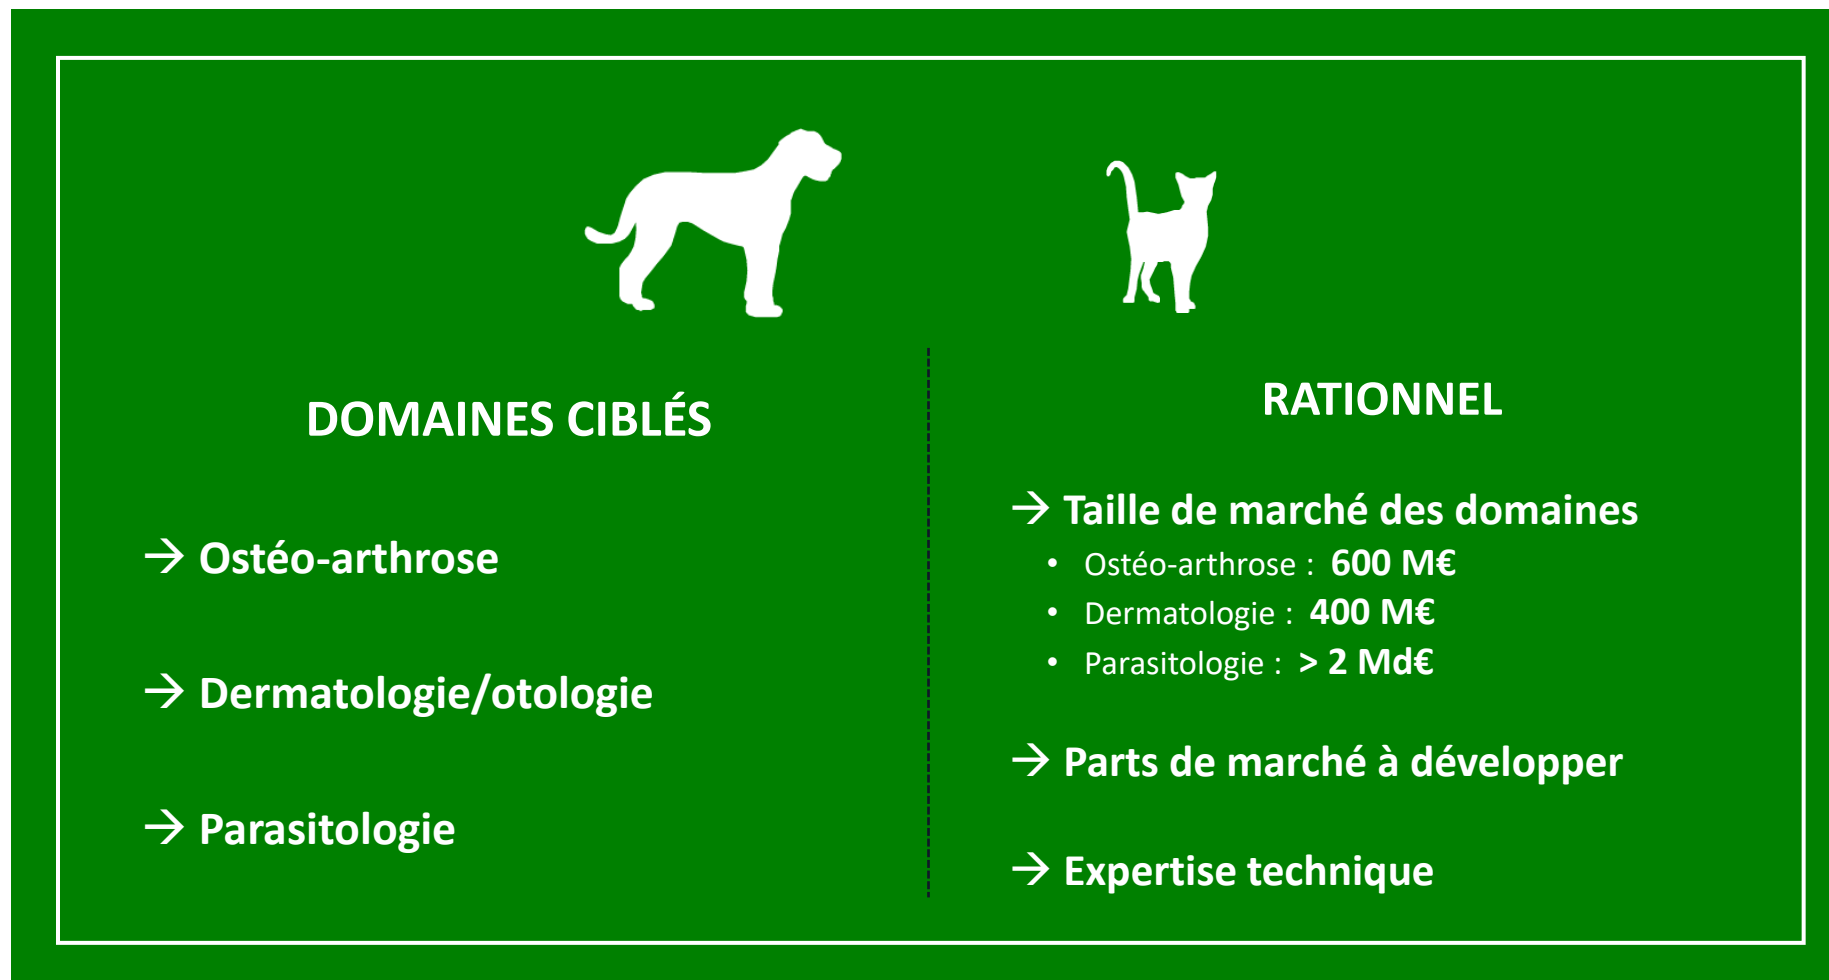 DOMAINES CIBLÉS
→ Ostéo-arthrose
→ Dermatologie/otologie
→ Parasitologie
RATIONNEL
→ Taille de marché des domaines
• Ostéo-arthrose : 600 M€
• Dermatologie : 400 M€
• Parasitologie : > 2 Md€
→ Parts de marché à développer
→ Expertise technique